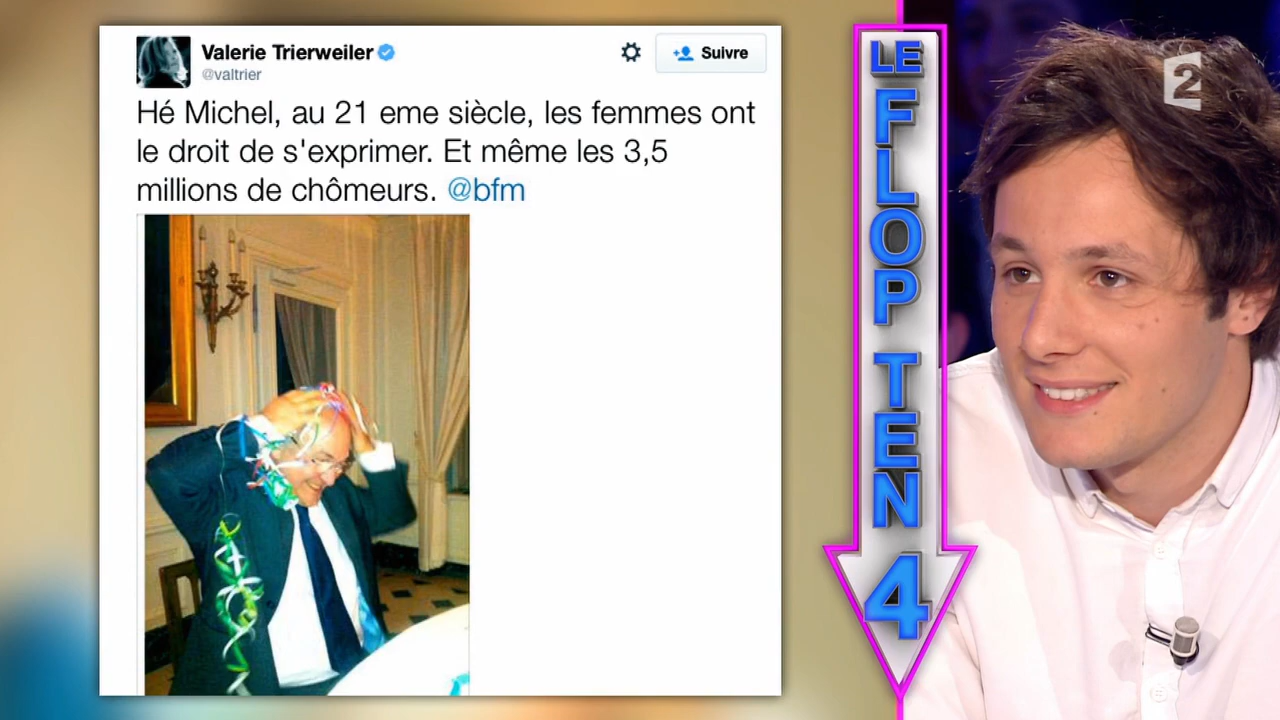 Valerie Trierweiler
@valtrier
Suivre
Hé Michel, au 21 eme siècle, les femmes ont
le droit de s'exprimer. Et même les 3,5
millions de chômeurs. @bfm
LE
FLOP
TEN
4
2